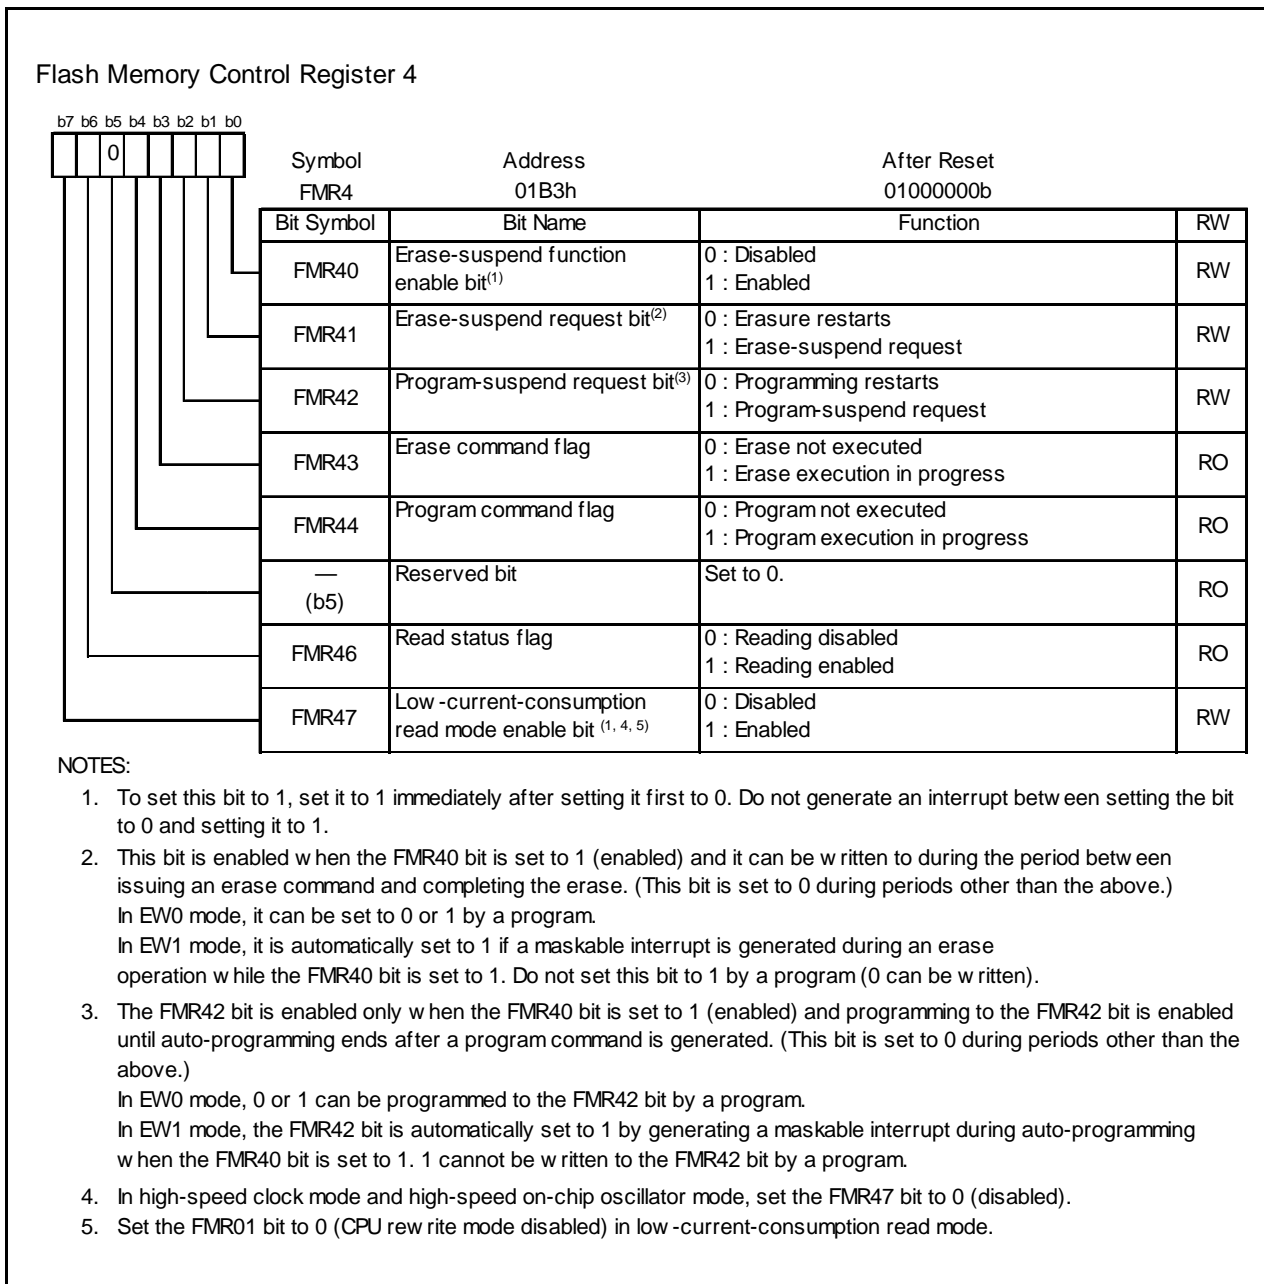 Flash Memory Control Register 4
b7 b6 b5 b4 b3 b2 b1 b0
0
Symbol Address After Reset
FMR4 01B3h 01000000b
Bit Symbol Bit Name Function RW
FMR40 Erase-suspend function enable bit(1) 0 : Disabled
1 : Enabled RW
FMR41 Erase-suspend request bit(2) 0 : Erasure restarts
1 : Erase-suspend request RW
FMR42 Program-suspend request bit(3) 0 : Programming restarts
1 : Program-suspend request RW
FMR43 Erase command flag 0 : Erase not executed
1 : Erase execution in progress RO
FMR44 Program command flag 0 : Program not executed
1 : Program execution in progress RO
— (b5) Reserved bit Set to 0. RO
FMR46 Read status flag 0 : Reading disabled
1 : Reading enabled RO
FMR47 Low-current-consumption read mode enable bit (1, 4, 5) 0 : Disabled
1 : Enabled RW
NOTES:
1. To set this bit to 1, set it to 1 immediately after setting it first to 0. Do not generate an interrupt between setting the bit
to 0 and setting it to 1.
2. This bit is enabled when the FMR40 bit is set to 1 (enabled) and it can be written to during the period between
issuing an erase command and completing the erase. (This bit is set to 0 during periods other than the above.)
In EW0 mode, it can be set to 0 or 1 by a program.
In EW1 mode, it is automatically set to 1 if a maskable interrupt is generated during an erase
operation while the FMR40 bit is set to 1. Do not set this bit to 1 by a program (0 can be written).
3. The FMR42 bit is enabled only when the FMR40 bit is set to 1 (enabled) and programming to the FMR42 bit is enabled
until auto-programming ends after a program command is generated. (This bit is set to 0 during periods other than the
above.)
In EW0 mode, 0 or 1 can be programmed to the FMR42 bit by a program.
In EW1 mode, the FMR42 bit is automatically set to 1 by generating a maskable interrupt during auto-programming
when the FMR40 bit is set to 1. 1 cannot be written to the FMR42 bit by a program.
4. In high-speed clock mode and high-speed on-chip oscillator mode, set the FMR47 bit to 0 (disabled).
5. Set the FMR01 bit to 0 (CPU rewrite mode disabled) in low-current-consumption read mode.